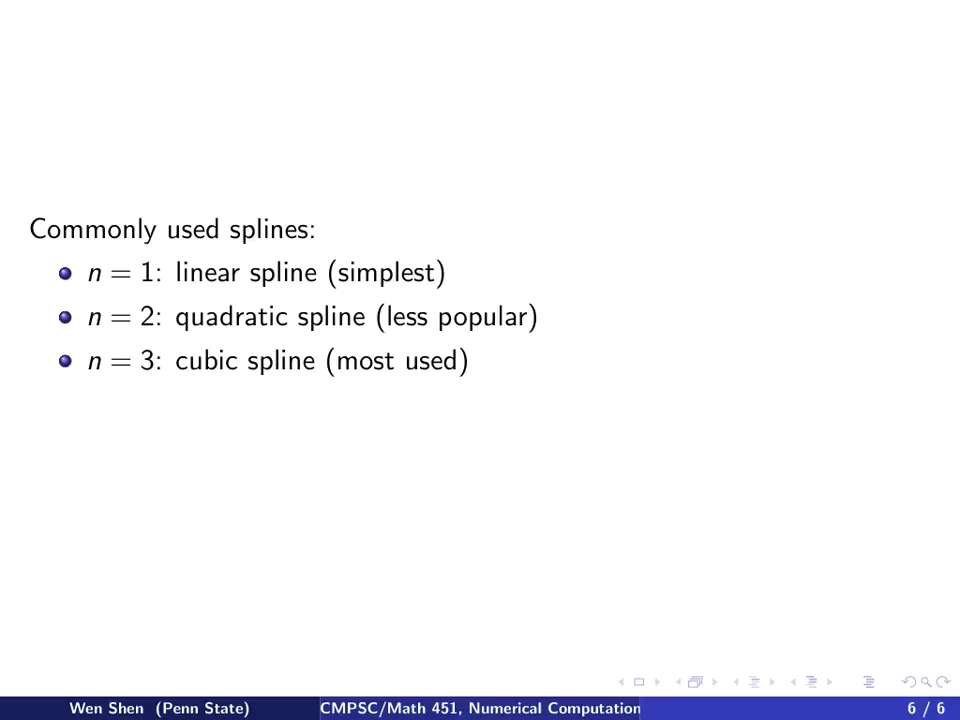 Commonly used splines:
n = 1: linear spline (simplest)
n = 2: quadratic spline (less popular)
n = 3: cubic spline (most used)
Wen Shen (Penn State) CMPSC/Math 451, Numerical Computation 6 / 6